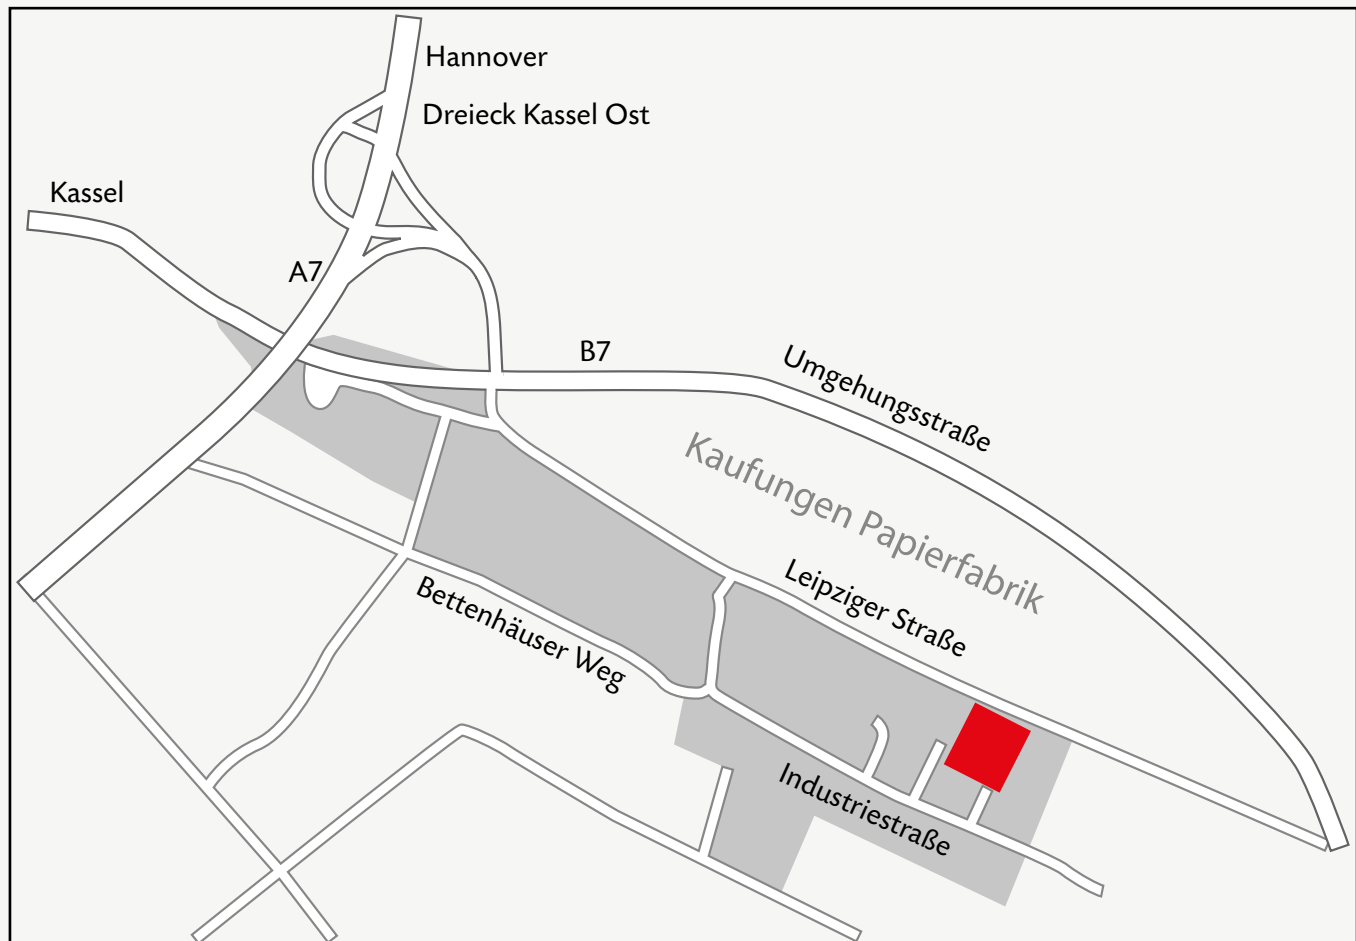 Hannover
Dreieck Kassel Ost
Kassel
A7
B7
Umgehungsstraße
Kaufungen Papierfabrik
Leipziger Straße
Bettenhäuser Weg
Industriestraße